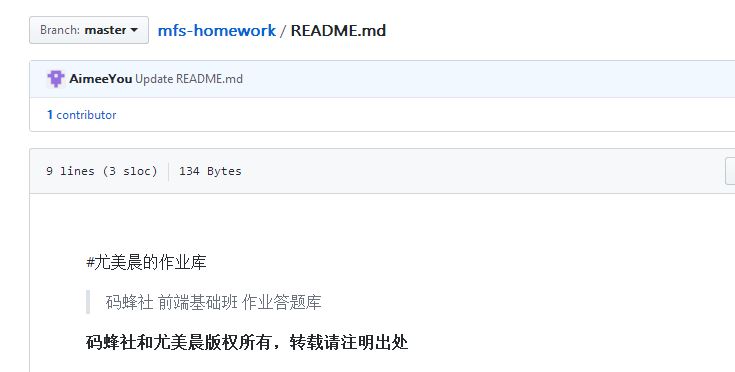 Branch: master
mfs-homework / README.md
AimeeYou Update README.md
1 contributor
9 lines (3 sloc) 134 Bytes
#尤美晨的作业库
码蜂社 前端基础班 作业答题库
码蜂社和尤美晨版权所有，转载请注明出处